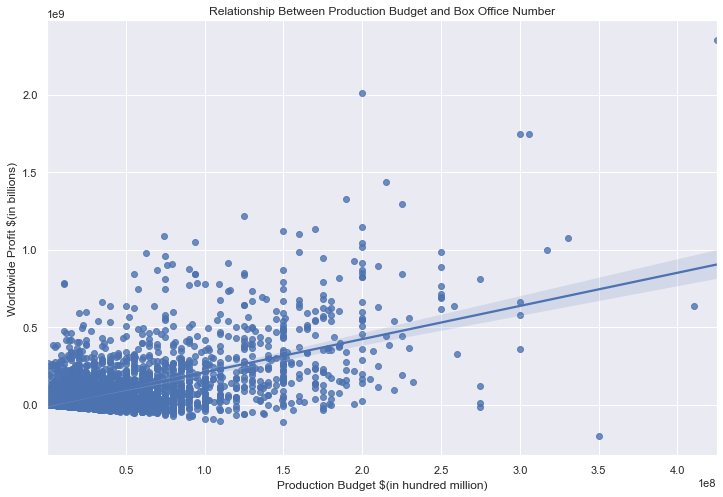 Relationship Between Production Budget and Box Office Number
1e9
2.0
1.5
1.0
0.5
0.0
Worldwide Profit $(in billions)
0.5
1.0
1.5
2.0
2.5
3.0
3.5
4.0
1e8
Production Budget $(in hundred million)